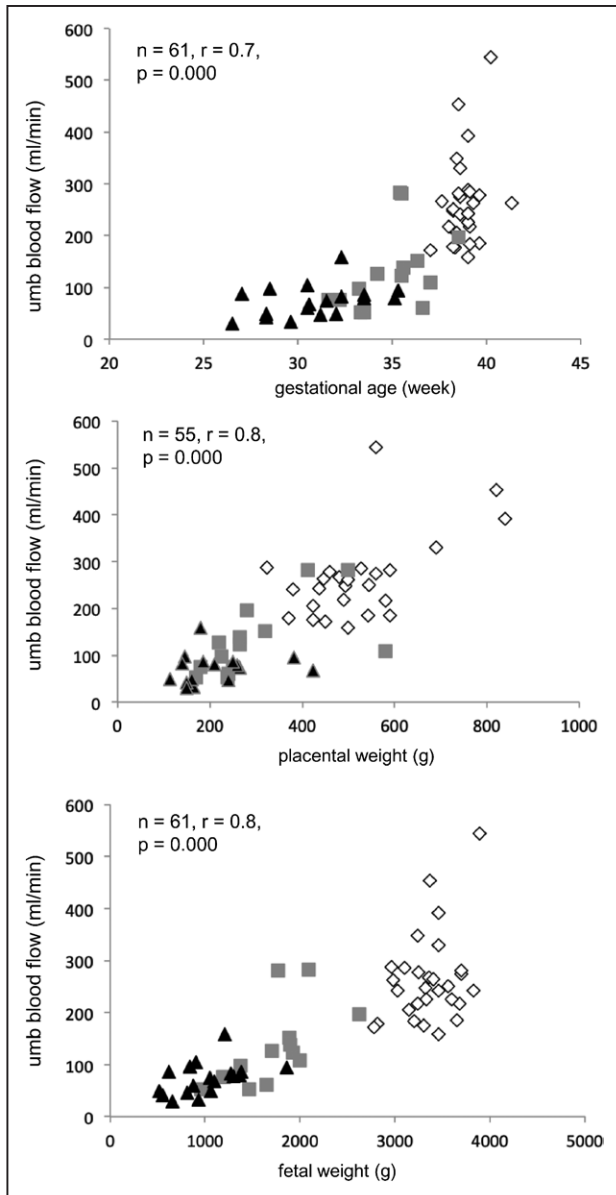 600
n = 61, r = 0.7,
p = 0.000
500
400
300
200
100
0
umb blood flow (ml/min)
20 25 30 35 40 45
gestational age (week)
600
n = 55, r = 0.8,
p = 0.000
500
400
300
200
100
0
umb blood flow (ml/min)
0 200 400 600 800 1000
placental weight (g)
600
n = 61, r = 0.8,
p = 0.000
500
400
300
200
100
0
umb blood flow (ml/min)
0 1000 2000 3000 4000 5000
fetal weight (g)